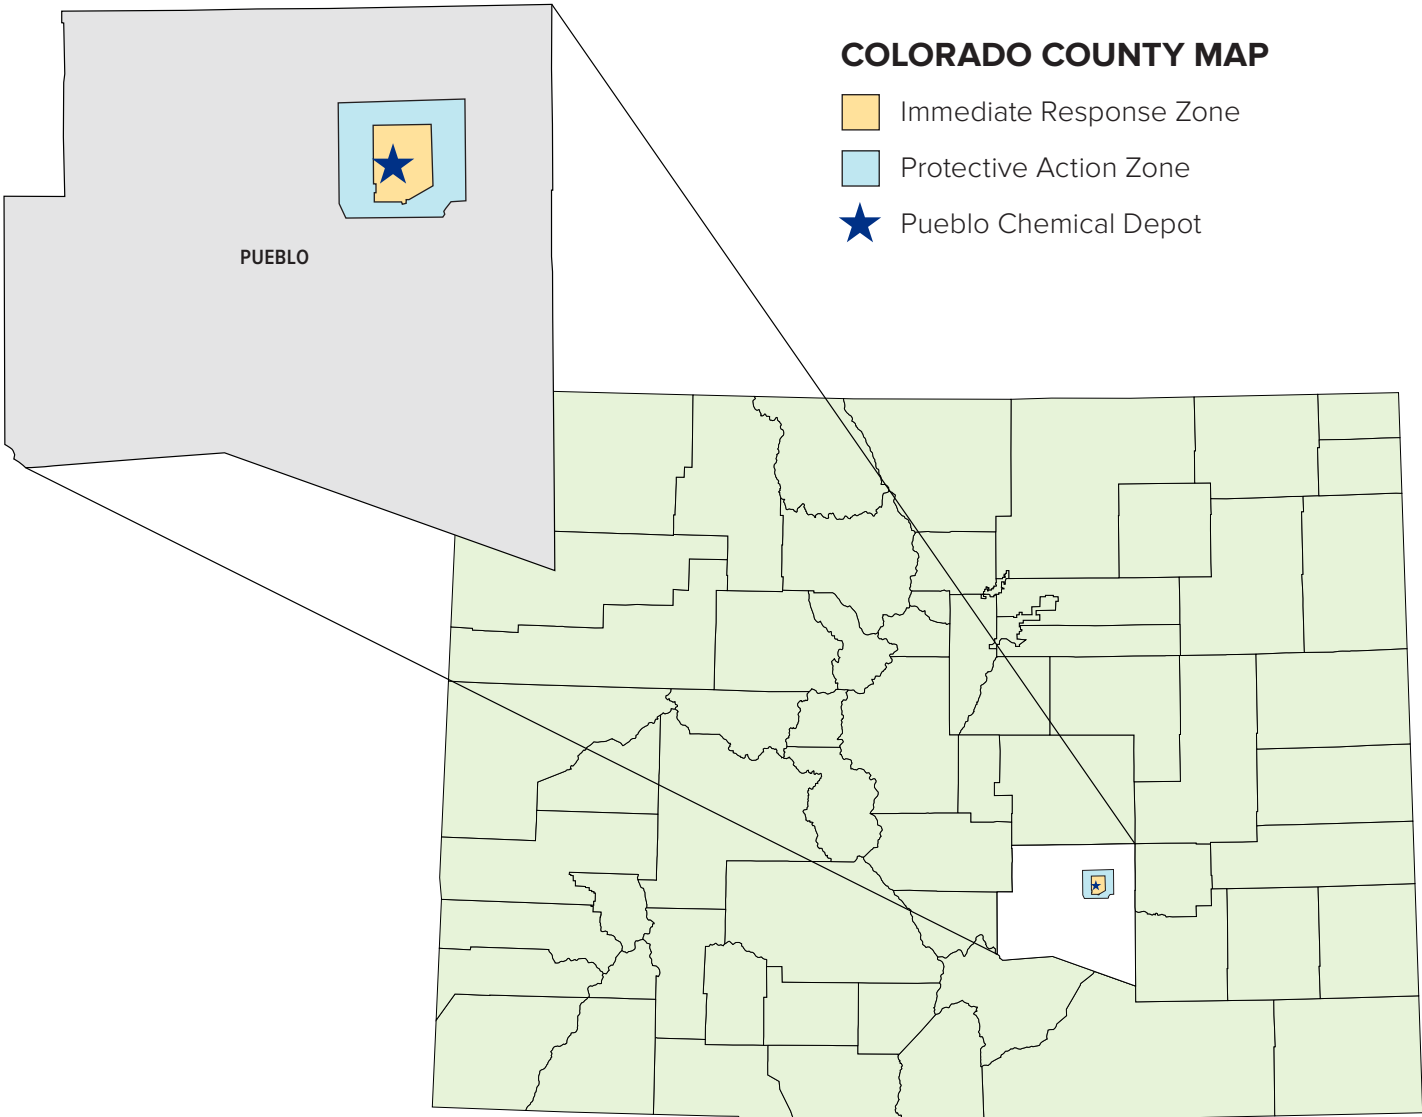 COLORADO COUNTY MAP
Immediate Response Zone
Protective Action Zone
Pueblo Chemical Depot
PUEBLO